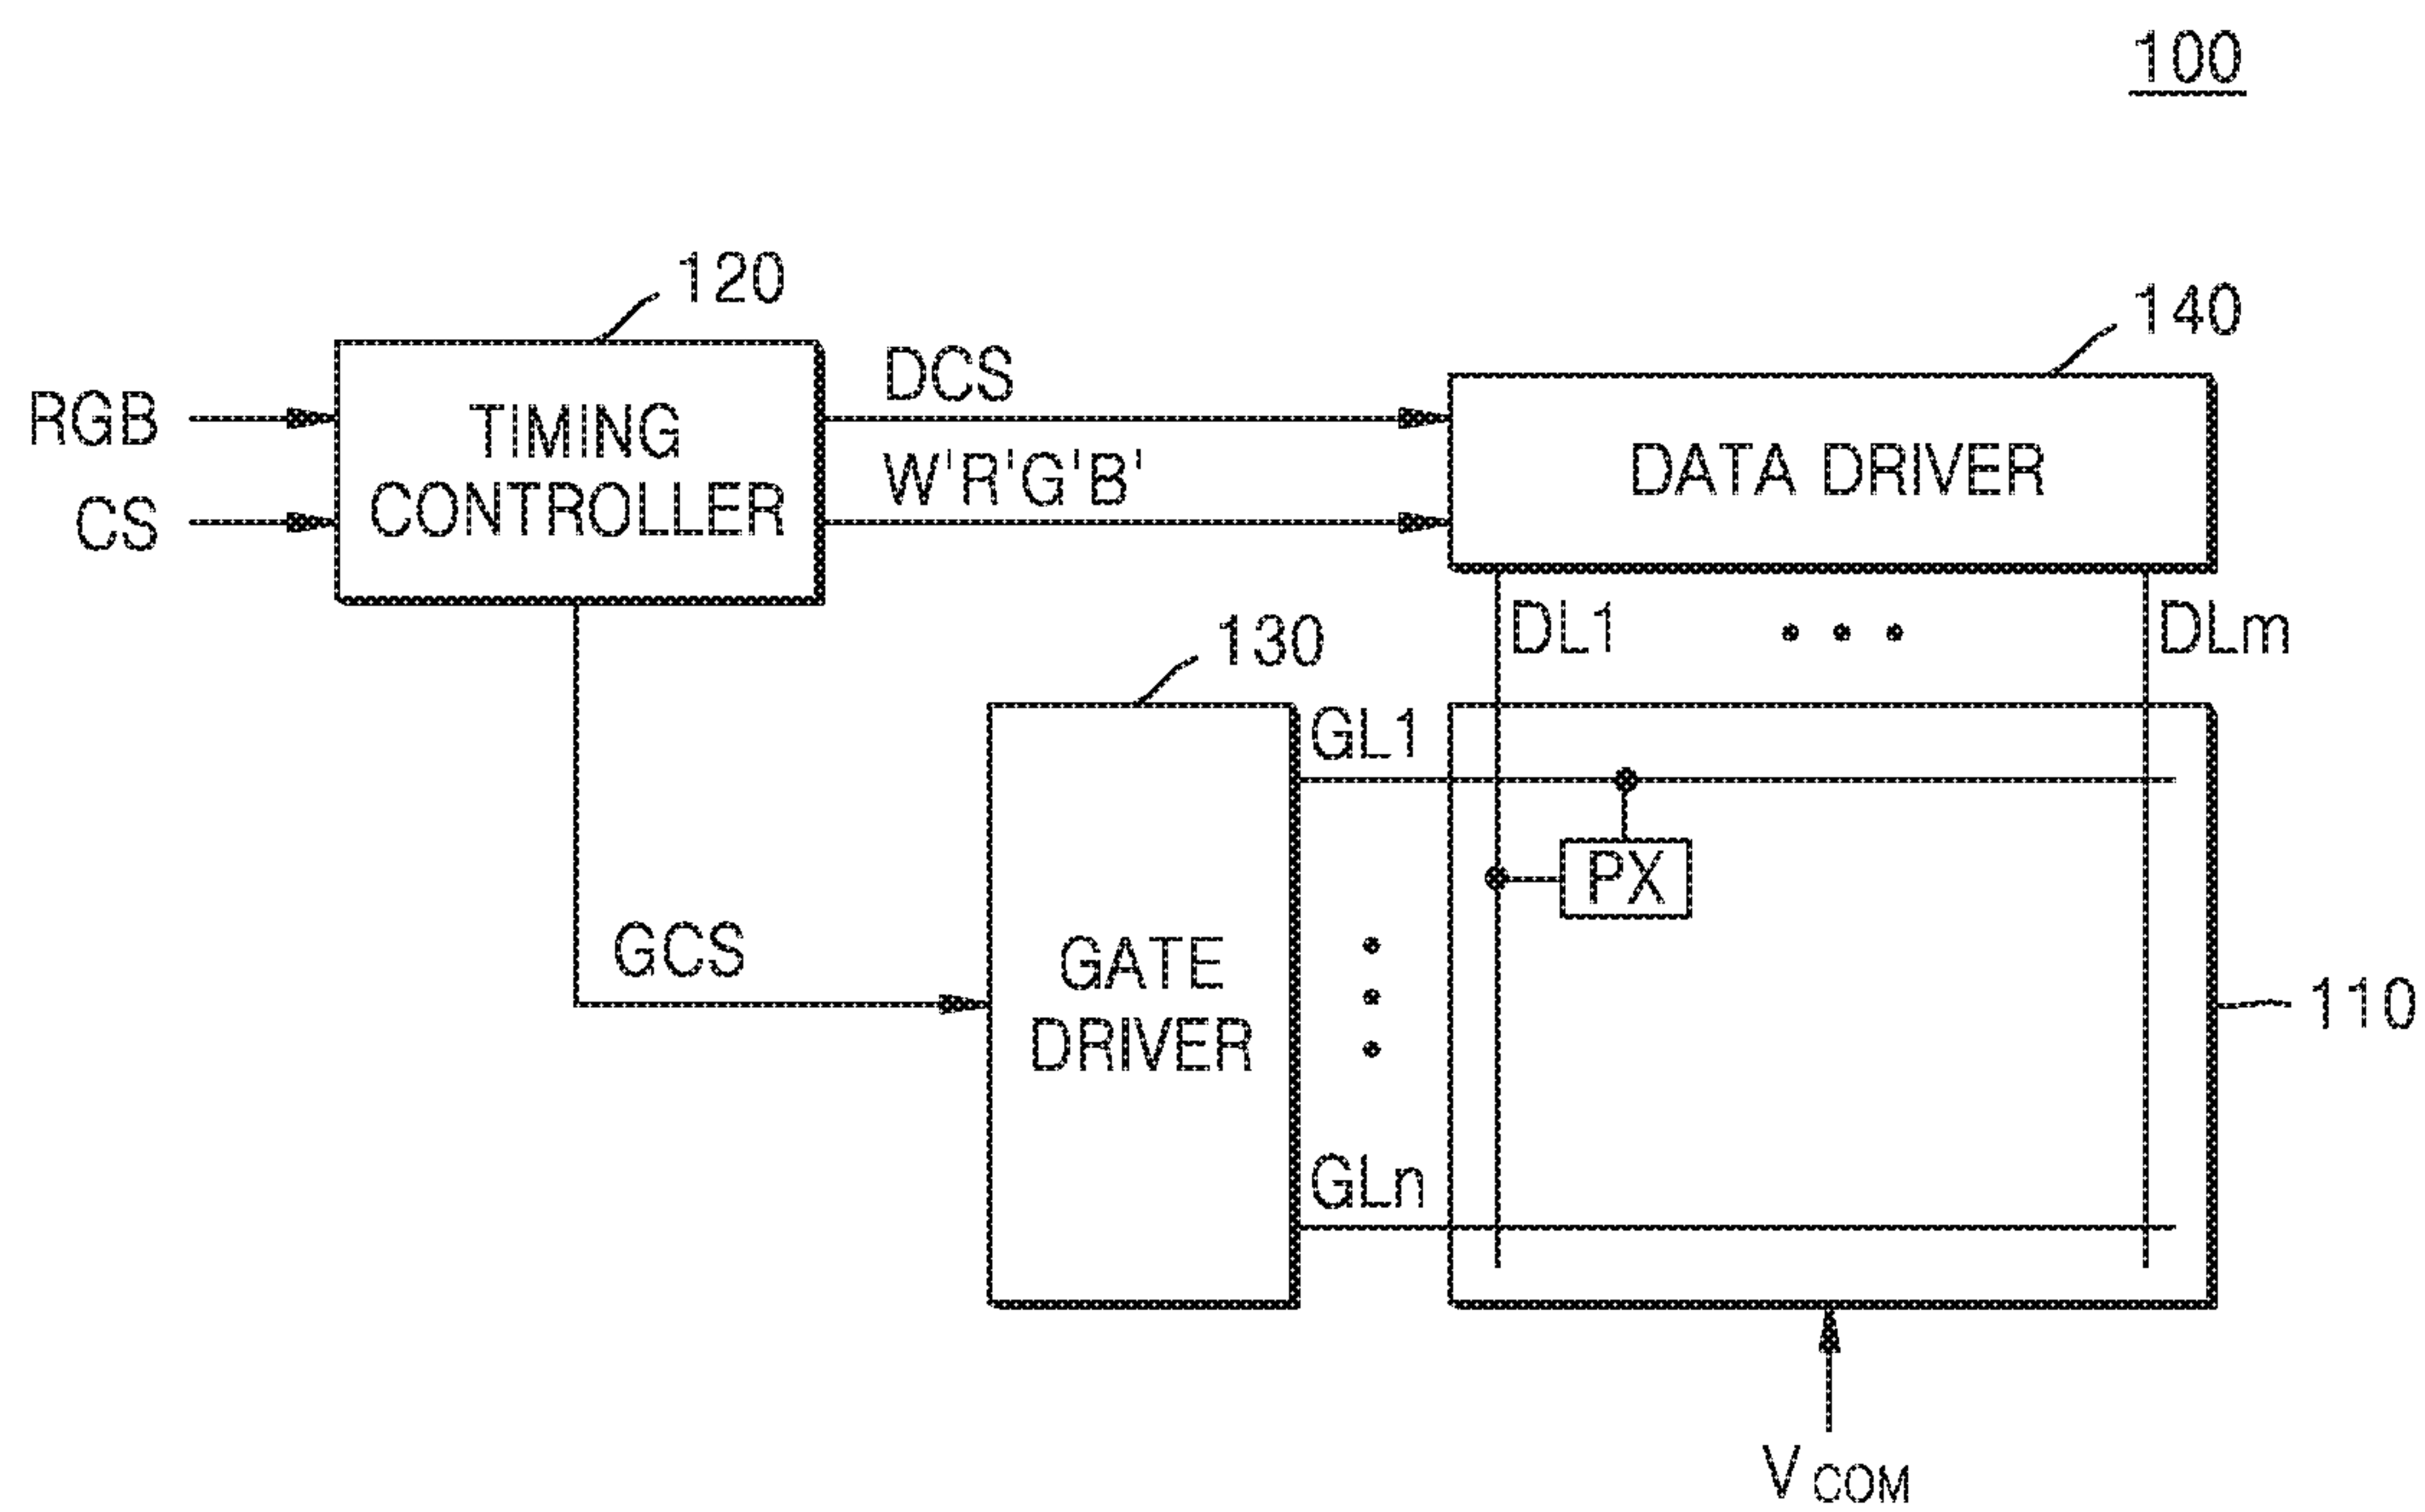 100
120
140
RGB
CS
TIMING
CONTROLLER
DCS
W'R'G'B'
DATA DRIVER
DL1
DLm
130
GL1
PX
GCS
GATE
DRIVER
110
GLn
VCOM